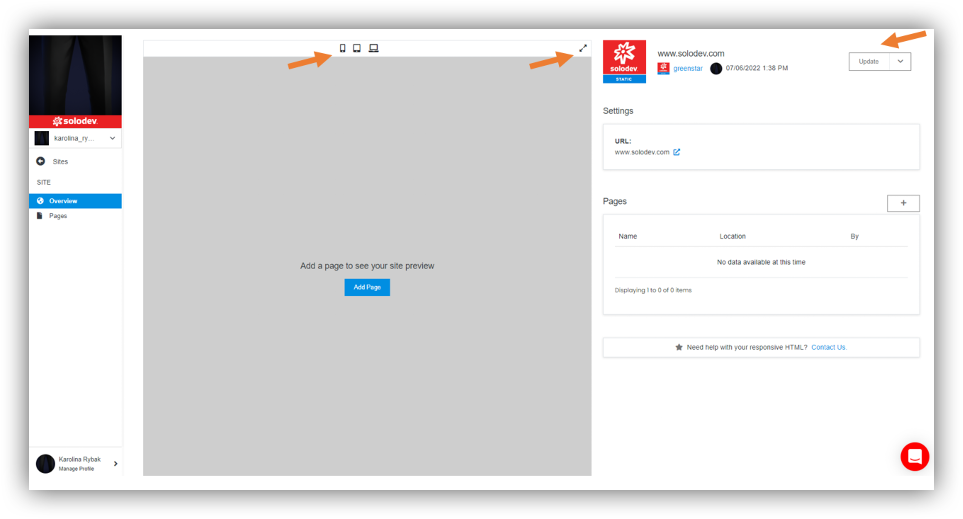 solodev
karolina_ry...
Sites
SITE
Overview
Pages
Karolina Rybak
Manage Profile
Add a page to see your site preview
Add Page
solodev
STATIC
www.solodev.com
greenstar 07/06/2022 1:38 PM
Update
Settings
URL:
www.solodev.com
Pages
+
Name Location By
No data available at this time
Displaying 1 to 0 of 0 items
Need help with your responsive HTML? Contact Us.